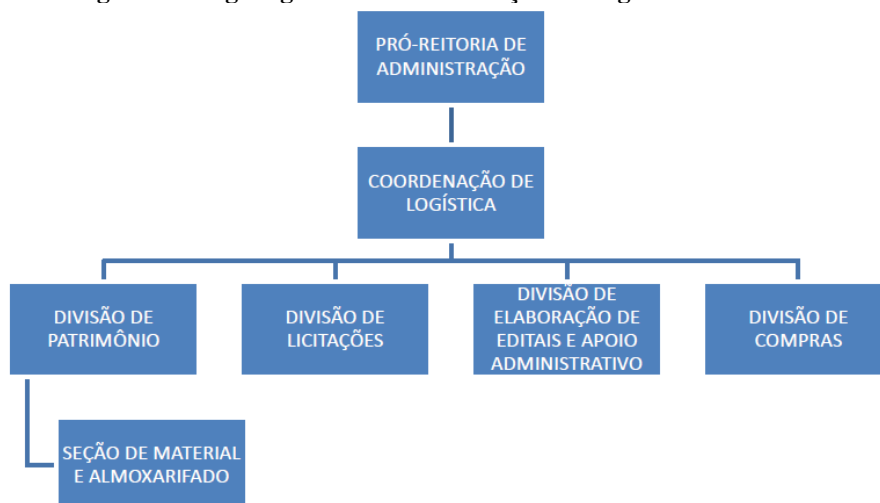 PRÓ-REITORIA DE
ADMINISTRAÇÃO
COORDENAÇÃO DE
LOGÍSTICA
DIVISÃO DE
PATRIMÔNIO
DIVISÃO DE
LICITAÇÕES
DIVISÃO DE
ELABORAÇÃO DE
EDITAIS E APOIO
ADMINISTRATIVO
DIVISÃO DE
COMPRAS
SEÇÃO DE MATERIAL
E ALMOXARIFADO